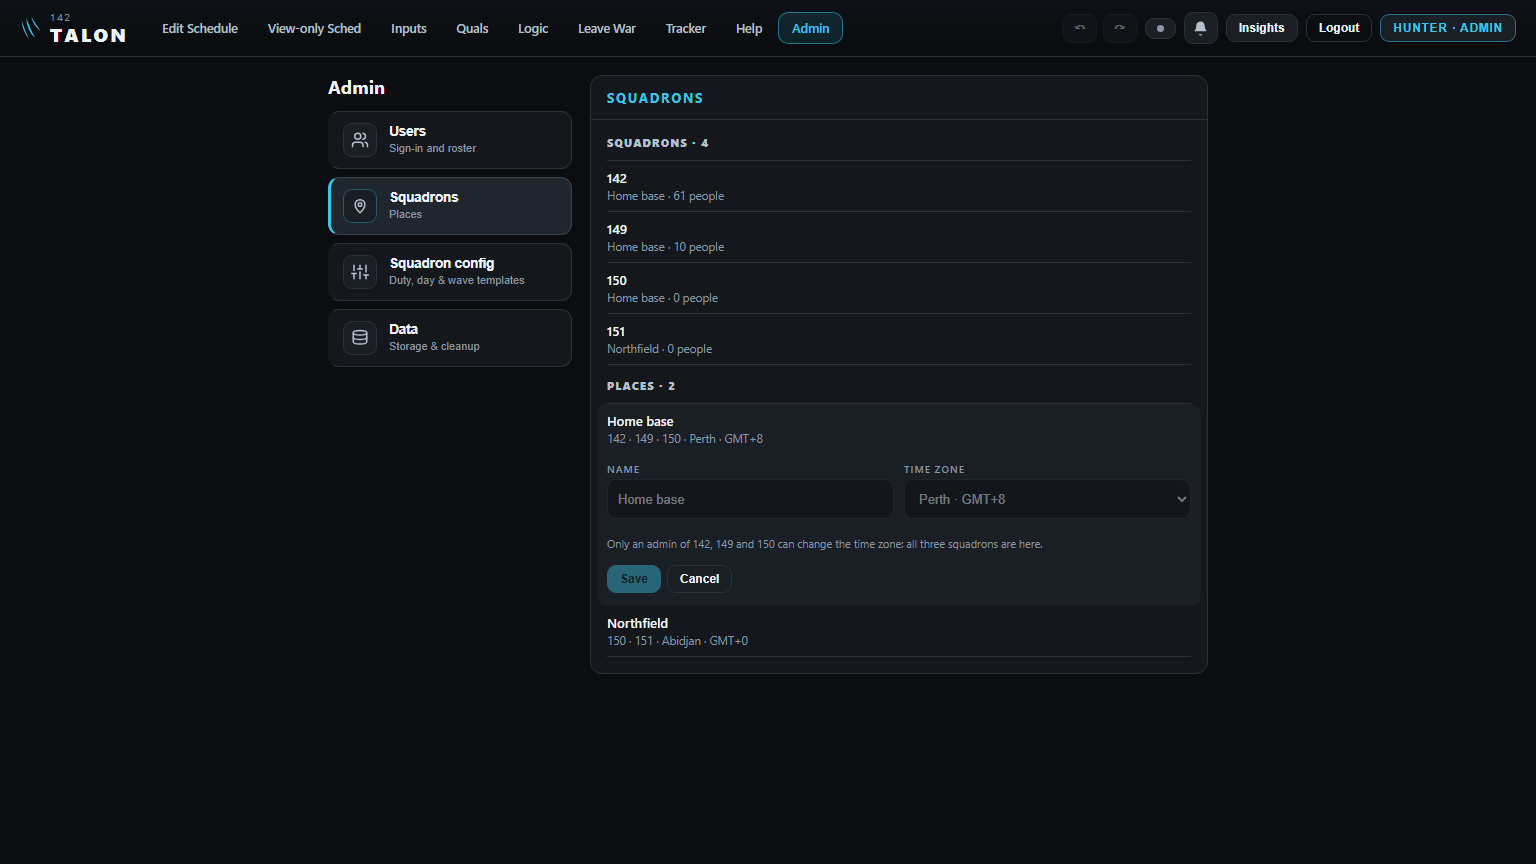 142
TALON
Edit Schedule
View-only Sched
Inputs
Quals
Logic
Leave War
Tracker
Help
Admin
Insights
Logout
HUNTER · ADMIN
Admin
Users
Sign-in and roster
Squadrons
Places
Squadron config
Duty, day & wave templates
Data
Storage & cleanup
SQUADRONS
SQUADRONS · 4
142
Home base · 61 people
149
Home base · 10 people
150
Home base · 0 people
151
Northfield · 0 people
PLACES · 2
Home base
142 · 149 · 150 · Perth · GMT+8
NAME
TIME ZONE
Home base
Perth · GMT+8
Only an admin of 142, 149 and 150 can change the time zone: all three squadrons are here.
Save
Cancel
Northfield
150 · 151 · Abidjan · GMT+0